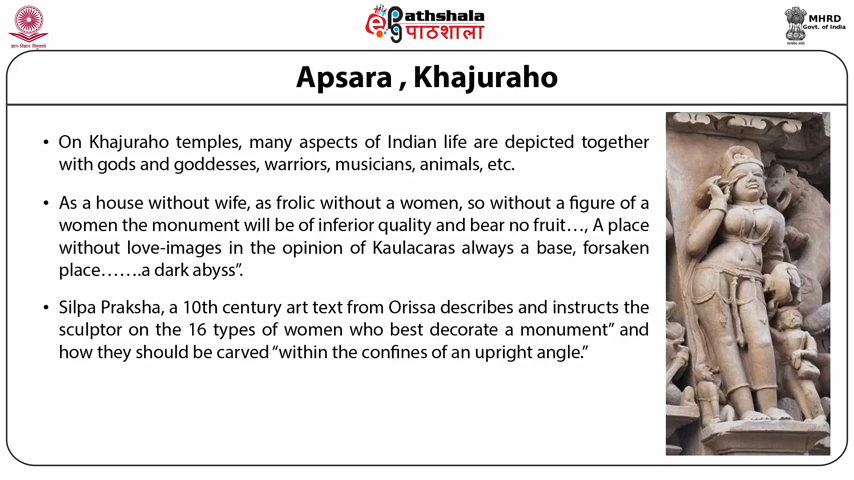 ज्ञान-विज्ञान विमुक्तये
ePathshala
पाठशाला
MHRD
Govt. of India
सत्यमेव जयते
Apsara , Khajuraho
• On Khajuraho temples, many aspects of Indian life are depicted together
with gods and goddesses, warriors, musicians, animals, etc.
• As a house without wife, as frolic without a women, so without a figure of a
women the monument will be of inferior quality and bear no fruit…, A place
without love-images in the opinion of Kaulacaras always a base, forsaken
place…….a dark abyss”.
• Silpa Praksha, a 10th century art text from Orissa describes and instructs the
sculptor on the 16 types of women who best decorate a monument” and
how they should be carved “within the confines of an upright angle.”